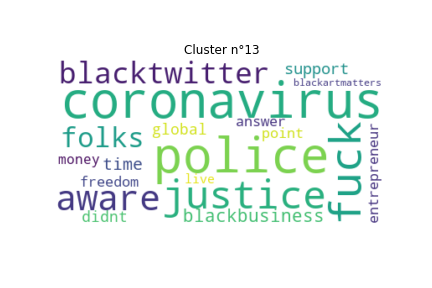 Cluster n°13
blacktwitter support
blackartmatters
coronavirus
folks global answer point
money time police fuck
freedom live
aware justice entrepreneur
didnt blackbusiness